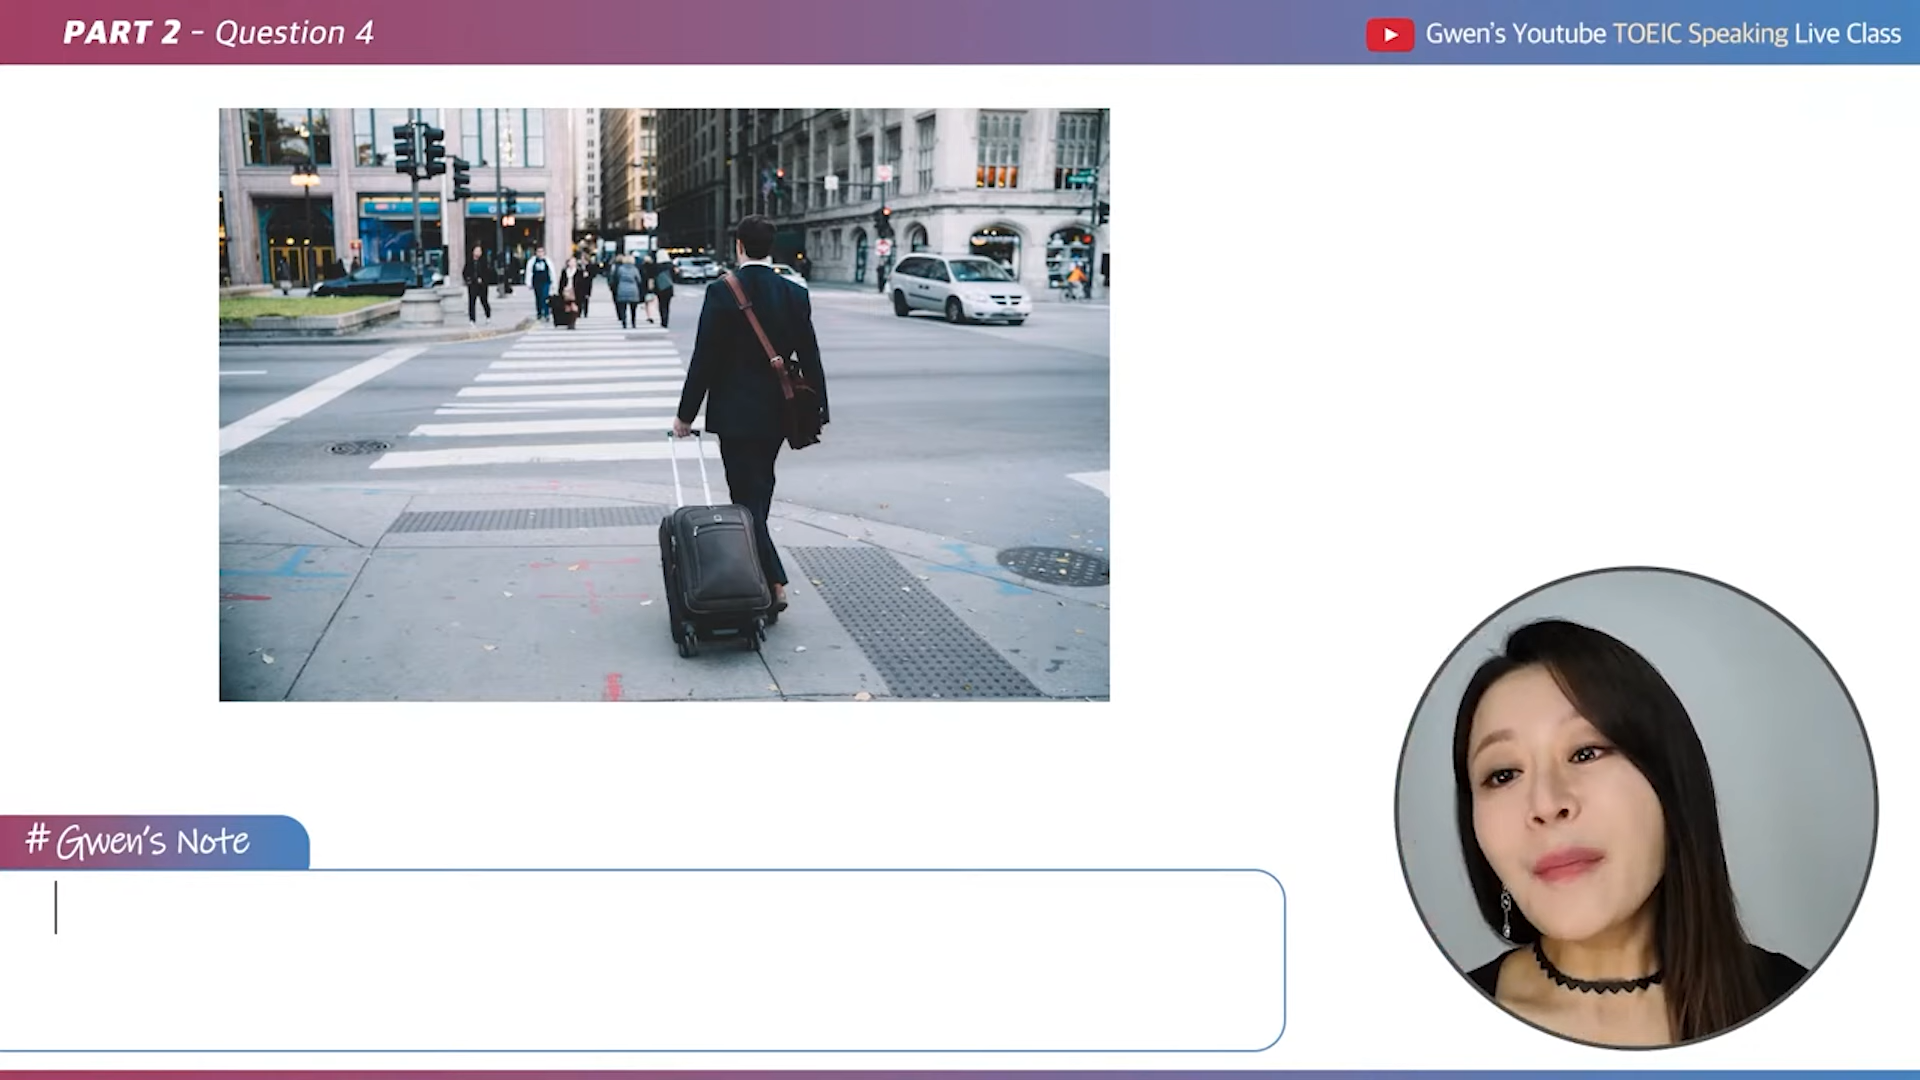 PART 2 - Question 4
Gwen's Youtube TOEIC Speaking Live Class
# Gwen's Note